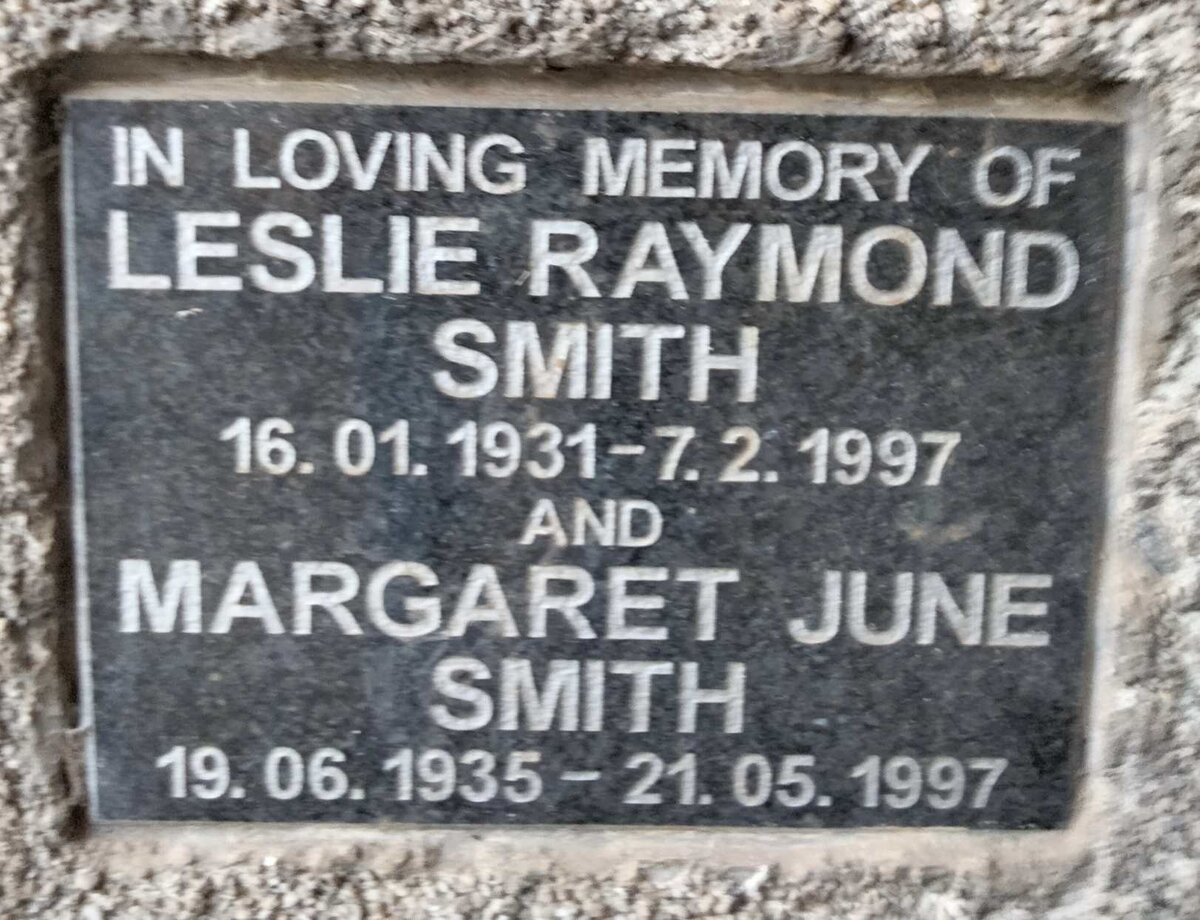 IN LOVING MEMORY OF
LESLIE RAYMOND
SMITH
16.01.1931-7.2.1997
AND
MARGARET JUNE
SMITH
19.06.1935 - 21.05.1997